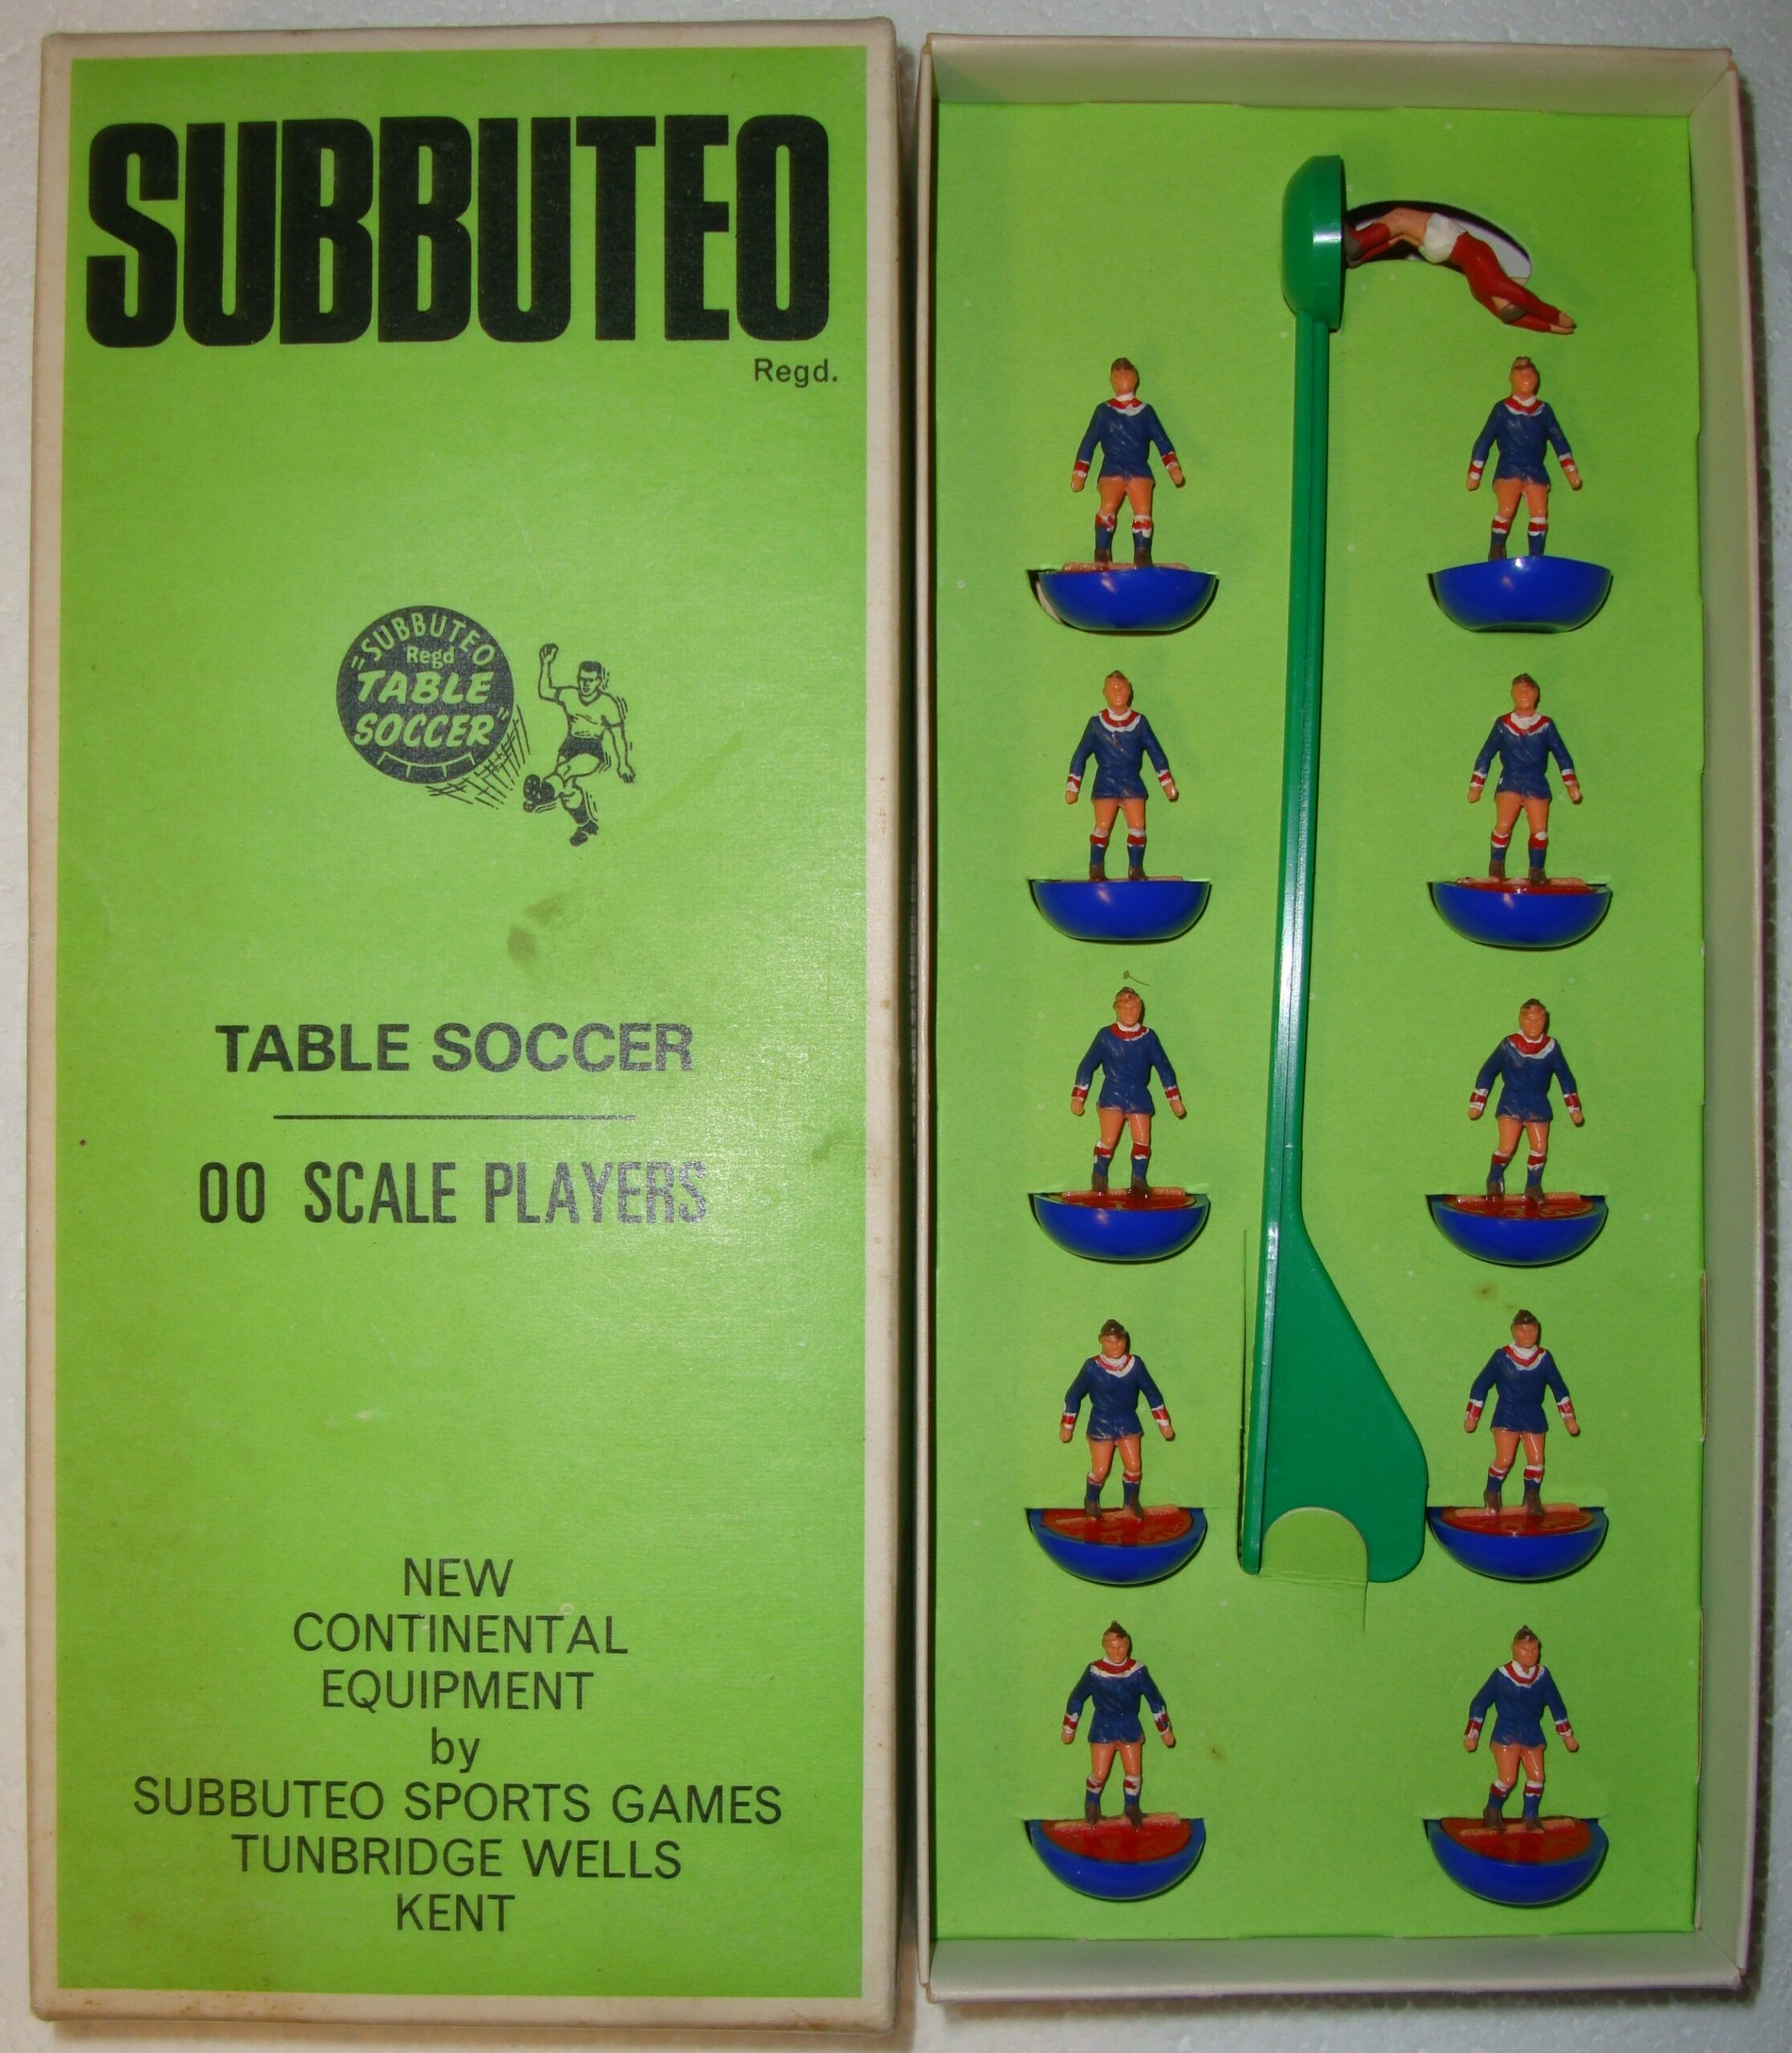 SUBBUTEO
Regd.
"SUBBUTEO
Regd
TABLE
SOCCER"
TABLE SOCCER
00 SCALE PLAYERS
NEW
CONTINENTAL
EQUIPMENT
by
SUBBUTEO SPORTS GAMES
TUNBRIDGE WELLS
KENT